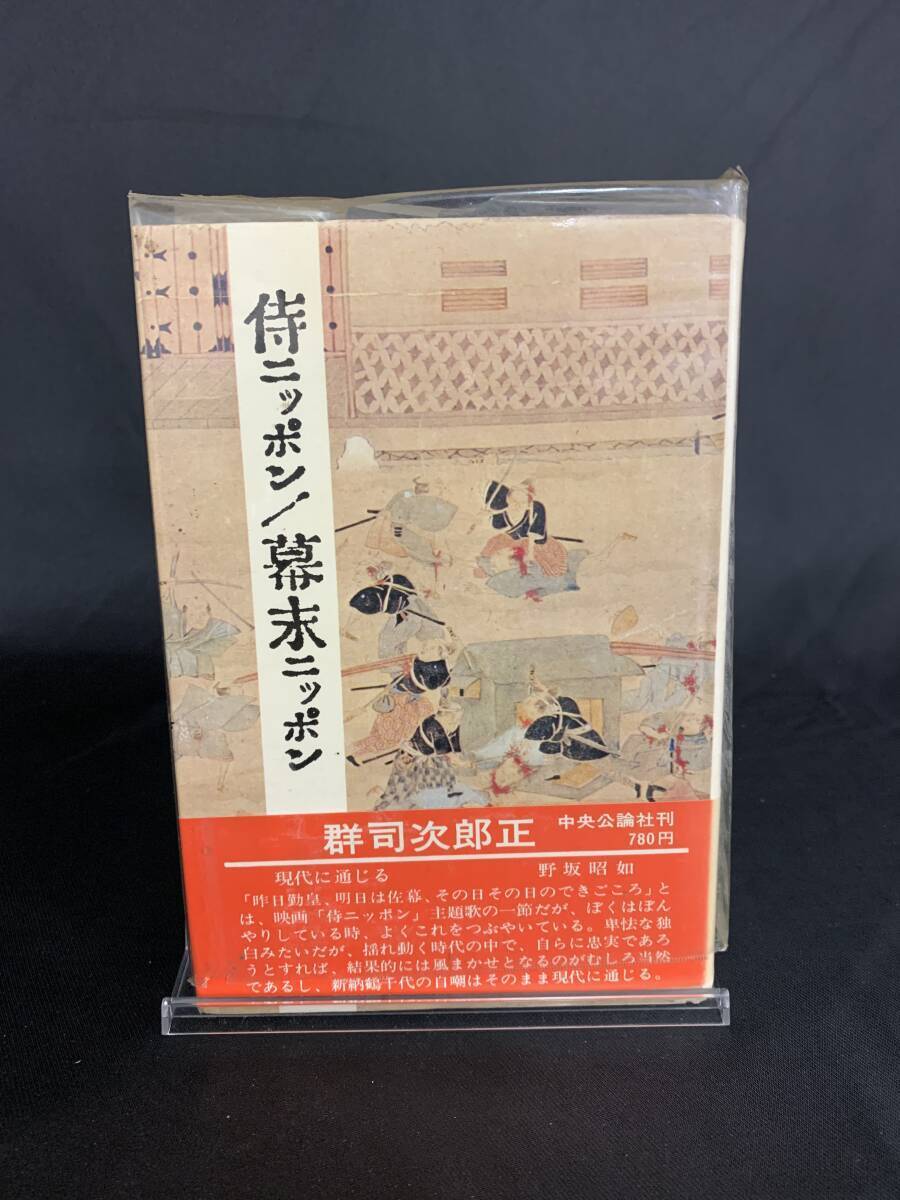 侍ニッポン/幕末ニッポン
群司次郎正
中央公論社刊
780円
現代に通じる　野坂昭如
「昨日勤皇、明日は佐幕、その日その日のできごころ」と
は、映画「侍ニッポン」主題歌の一節だが、ぼくはぼん
やりしている時、よくこれをつぶやいている。卑怯な独
白みたいだが、揺れ動く時代の中で、自らに忠実であろ
うとすれば、結果的には風まかせとなるのがむしろ当然
であるし、新納鶴千代の自嘲はそのまま現代に通じる。